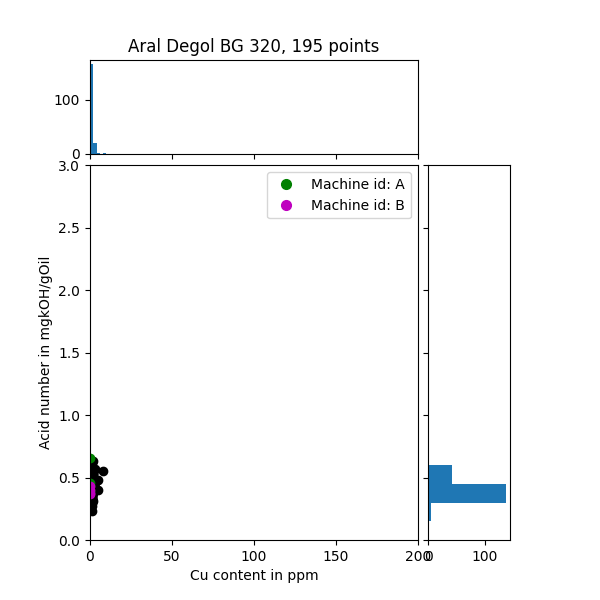 Aral Degol BG 320, 195 points
100
0
3.0
2.5
2.0
1.5
1.0
0.5
0.0
Acid number in mgkOH/gOil
Machine id: A
Machine id: B
0 50 100 150 200
Cu content in ppm
0 100